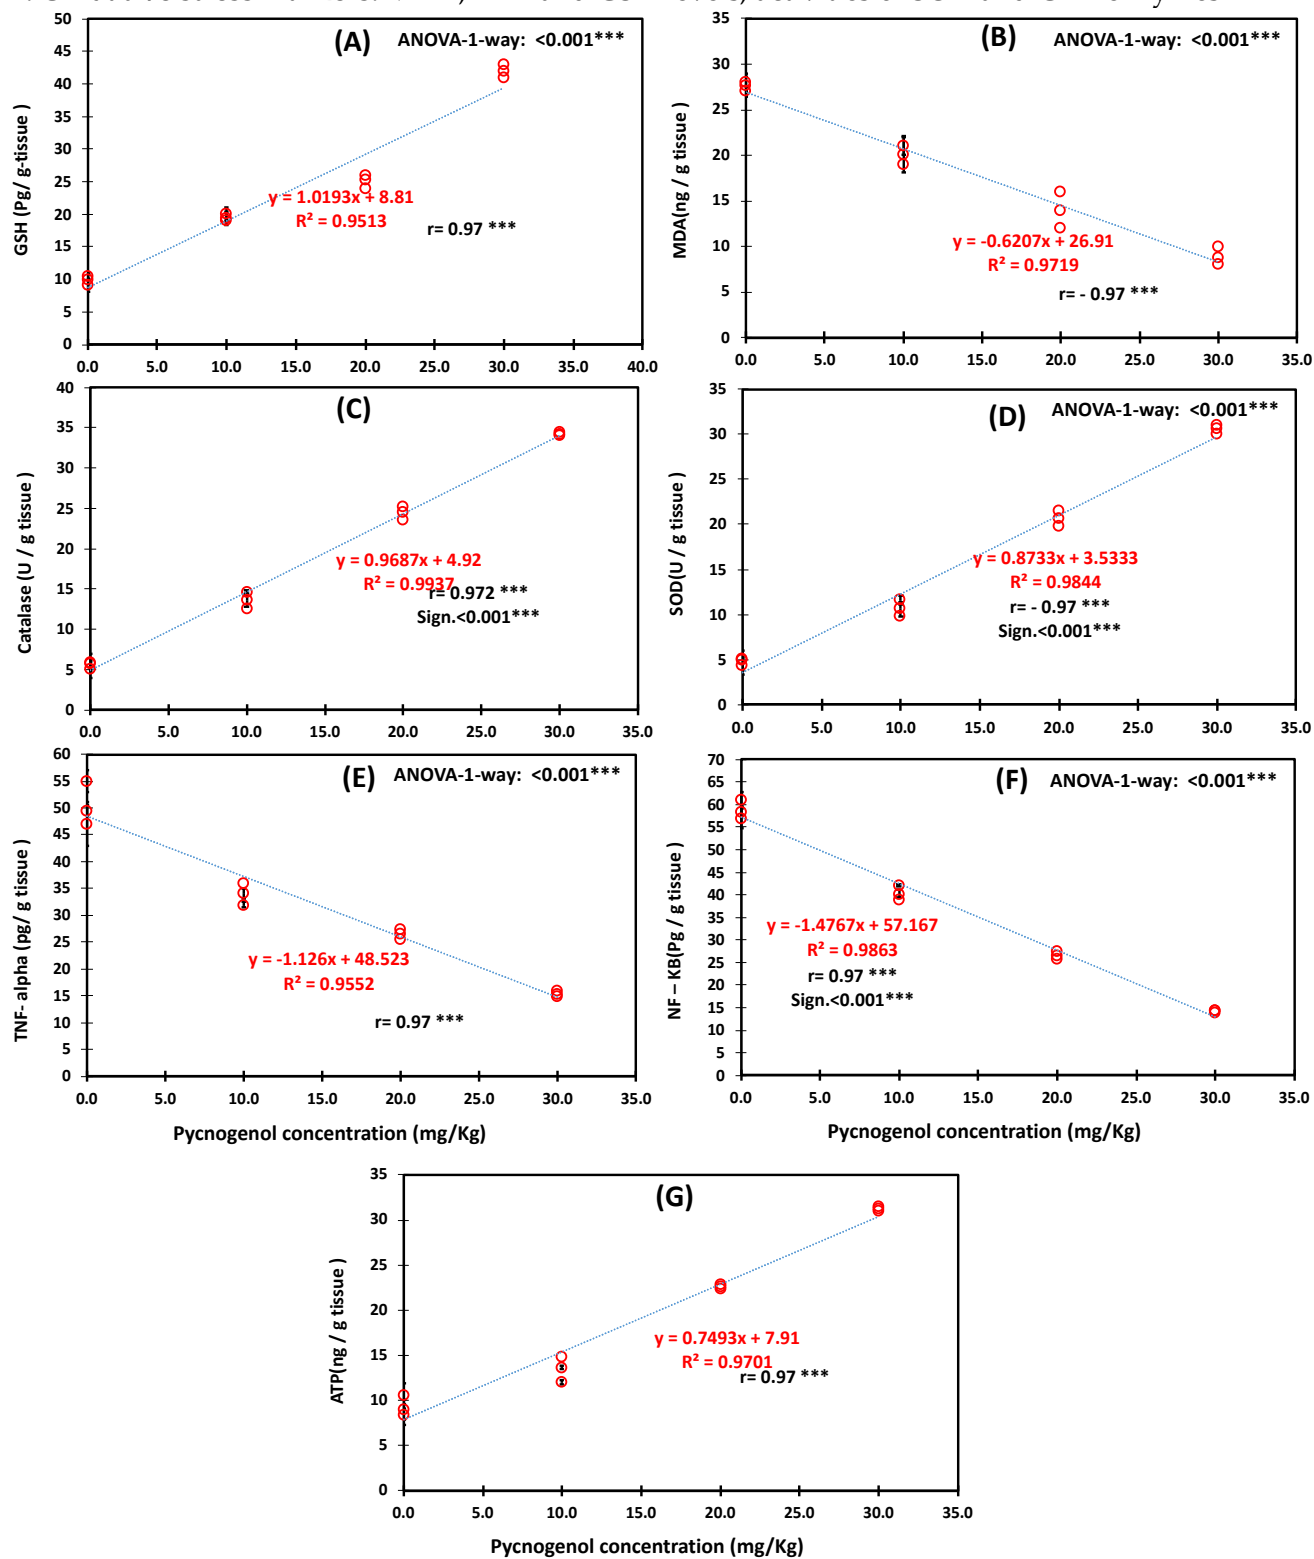 (A)
ANOVA-1-way: <0.001***
GSH (Pg/ g-tissue)
50
45
40
35
30
25
20
15
10
5
0
y = 1.0193x + 8.81
R² = 0.9513
r= 0.97 ***
0.0 5.0 10.0 15.0 20.0 25.0 30.0 35.0 40.0
(B)
ANOVA-1-way: <0.001***
MDA(ng / g tissue)
35
30
25
20
15
10
5
0
y = -0.6207x + 26.91
R² = 0.9719
r= - 0.97 ***
0.0 5.0 10.0 15.0 20.0 25.0 30.0 35.0
(C)
Catalase (U / g tissue )
40
35
30
25
20
15
10
5
0
y = 0.9687x + 4.92
R² = 0.9937
r= 0.972 ***
Sign.<0.001***
0.0 5.0 10.0 15.0 20.0 25.0 30.0 35.0
(D)
ANOVA-1-way: <0.001***
SOD(U / g tissue )
35
30
25
20
15
10
5
0
y = 0.8733x + 3.5333
R² = 0.9844
r= - 0.97 ***
Sign.<0.001***
0.0 5.0 10.0 15.0 20.0 25.0 30.0 35.0
(E)
ANOVA-1-way: <0.001***
TNF- alpha (pg/ g tissue)
60
55
50
45
40
35
30
25
20
15
10
5
0
y = -1.126x + 48.523
R² = 0.9552
r= 0.97 ***
0.0 5.0 10.0 15.0 20.0 25.0 30.0 35.0
Pycnogenol concentration (mg/Kg)
(F)
ANOVA-1-way: <0.001***
NF – KB(Pg / g tissue )
70
65
60
55
50
45
40
35
30
25
20
15
10
5
0
y = -1.4767x + 57.167
R² = 0.9863
r= 0.97 ***
Sign.<0.001***
0.0 5.0 10.0 15.0 20.0 25.0 30.0 35.0
Pycnogenol concentration (mg/Kg)
(G)
ATP(ng / g tissue )
35
30
25
20
15
10
5
0
y = 0.7493x + 7.91
R² = 0.9701
r= 0.97 ***
0.0 5.0 10.0 15.0 20.0 25.0 30.0 35.0
Pycnogenol concentration (mg/Kg)